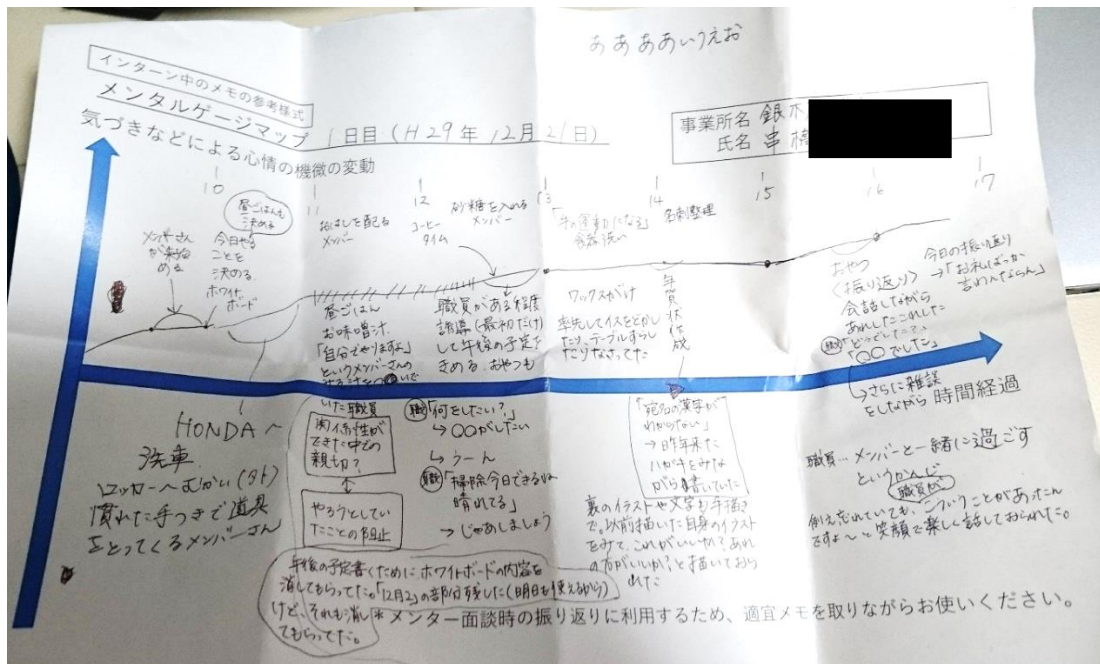 ああああいうえお
インターン中のメモの参考様式
メンタルゲージマップ 1日目(H29年12月21日)
事業所名 銀木
氏名 串橋
気づきなどによる心情の機微の変動
10
11
12
13
14
15
16
17
メンバーさん
が来始
める
昼ごはんも
決める
今日やる
ことを
決める
ホワイト
ボード
おはしを配る
メンバー
コーヒー
タイム
砂糖を入れる
メンバー
になる」
食器洗い
名刺整理
昼ごはん
お味噌汁
「自分でやりますよ」
というメンバーさんの
いた職員
関係性が
できた中での
親切?
やろうとしてい
たことの阻止
職員がある程度
誘導(最初だけ)
して午後の予定を
きめる、おやつも
職「何をしたい?」
→〇〇がしたい
↳うーん
職「掃除今日できるね
晴れてる」
→じゃあしましょう
ワックスがけ
率先してイスをどかし
たり、テーブルずらし
たりなさってた
年賀状作成
「宛名の漢字が
わからない」
→昨年来た
ハガキをみな
がら書いていた
裏のイラストや文字も手描き
で、以前描いた自身のイラスト
をみて、これがいいか?あれ
の方がいいか?と描いてお
られた
おやつ
〈振り返り〉
会話しながら
あれしたこれした
職どうでした?で、
「〇〇でした」
↳さらに雑談
をしながら
今日の振り返り
→「お礼ばっか
言わんならん」
時間経過
HONDA〜
洗車
ロッカーへむかい(外)
慣れた手つきで道具
をとってくるメンバーさん
職員…メンバーと一緒に過ごす
というかんじ
職員が
例え忘れていても、こういうことがあったん
ですよ〜と笑顔で楽しく話しておられた。
午後の予定書くためにホワイトボードの内容を
消してもらってた。「12月21」の部分残した(明日も使えるから)
けど、それも消し
てもらってた。
*メンター面談時の振り返りに利用するため、適宜メモを取りながらお使いください。